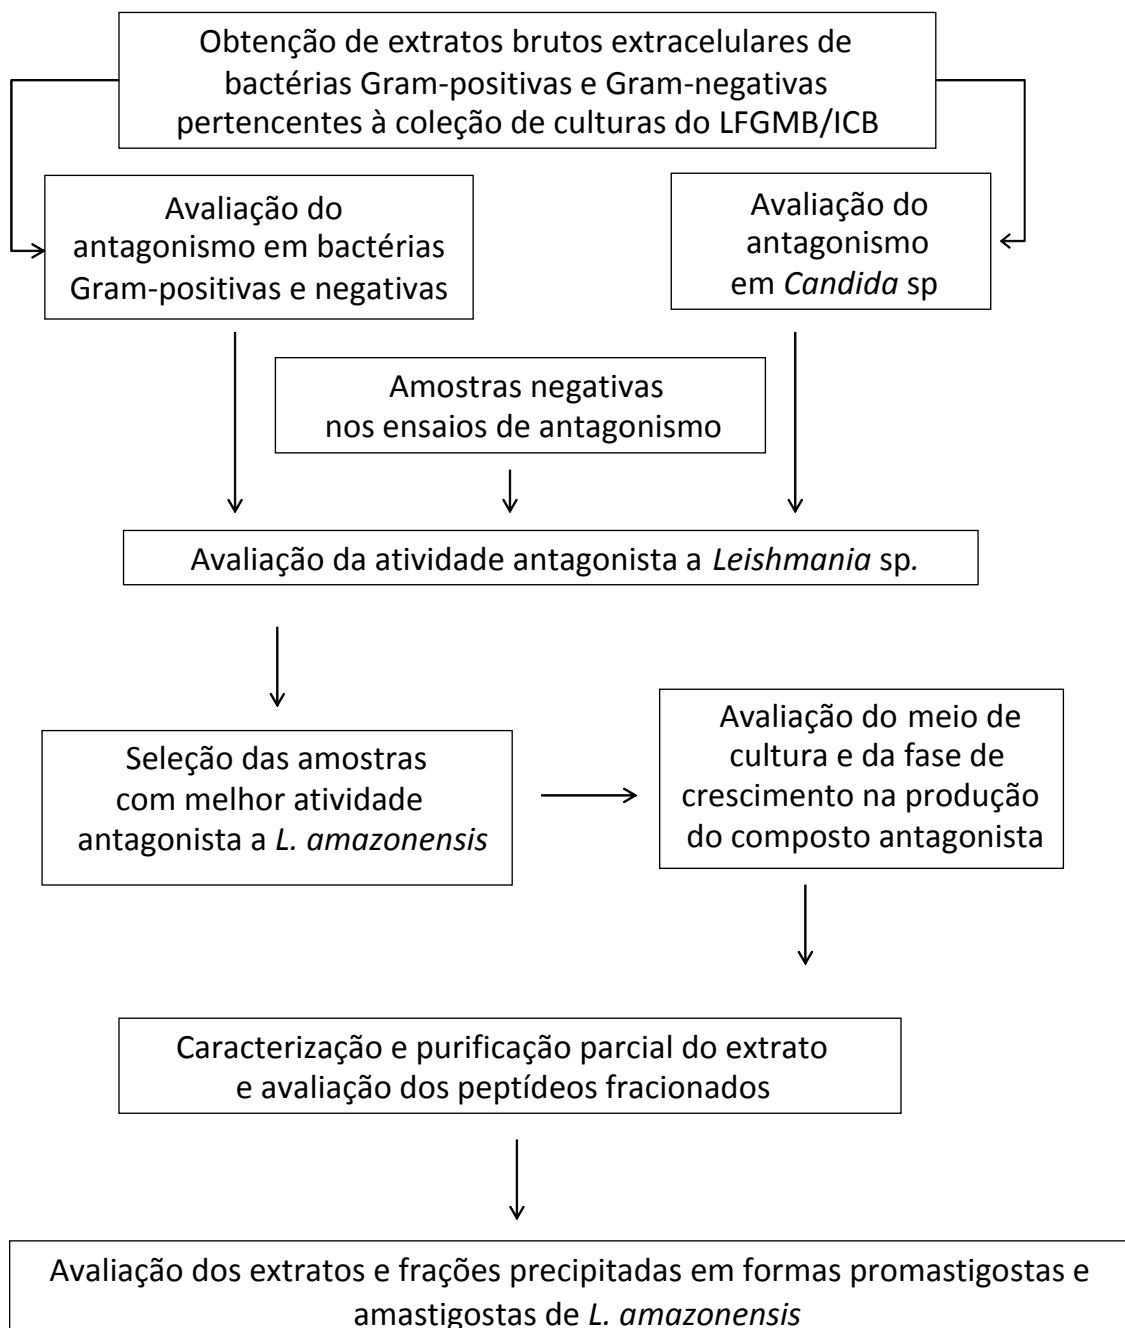 Obtenção de extratos brutos extracelulares de
bactérias Gram-positivas e Gram-negativas
pertencentes à coleção de culturas do LFGMB/ICB
Avaliação do
antagonismo em bactérias
Gram-positivas e negativas
Avaliação do
antagonismo
em Candida sp
Amostras negativas
nos ensaios de antagonismo
Avaliação da atividade antagonista a Leishmania sp.
Seleção das amostras
com melhor atividade
antagonista a L. amazonensis
Avaliação do meio de
cultura e da fase de
crescimento na produção
do composto antagonista
Caracterização e purificação parcial do extrato
e avaliação dos peptídeos fracionados
Avaliação dos extratos e frações precipitadas em formas promastigostas e
amastigostas de L. amazonensis